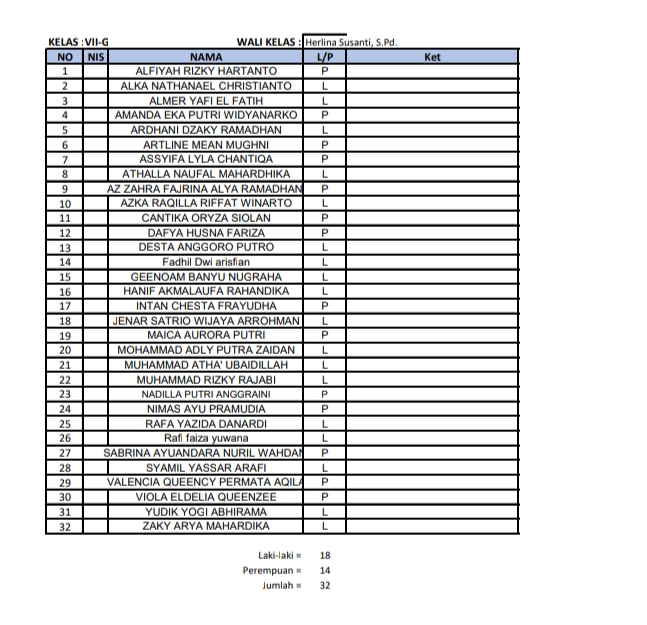 KELAS : VII-G WALI KELAS : Herlina Susanti, S.Pd.
NO NIS NAMA L/P Ket
1 ALFIYAH RIZKY HARTANTO P
2 ALKA NATHANAEL CHRISTIANTO L
3 ALMER YAFI EL FATIH L
4 AMANDA EKA PUTRI WIDYANARKO P
5 ARDHANI DZAKY RAMADHAN L
6 ARTLINE MEAN MUGHNI P
7 ASSYIFA LYLA CHANTIQA P
8 ATHALLA NAUFAL MAHARDHIKA L
9 AZ ZAHRA FAJRINA ALYA RAMADHAN P
10 AZKA RAQILLA RIFFAT WINARTO L
11 CANTIKA ORYZA SIOLAN P
12 DAFYA HUSNA FARIZA P
13 DESTA ANGGORO PUTRO L
14 Fadhil Dwi arisfian L
15 GEENOAM BANYU NUGRAHA L
16 HANIF AKMALAUFA RAHANDIKA L
17 INTAN CHESTA FRAYUDHA P
18 JENAR SATRIO WIJAYA ARROHMAN L
19 MAICA AURORA PUTRI P
20 MOHAMMAD ADLY PUTRA ZAIDAN L
21 MUHAMMAD ATHA' UBAIDILLAH L
22 MUHAMMAD RIZKY RAJABI L
23 NADILLA PUTRI ANGGRAINI P
24 NIMAS AYU PRAMUDIA P
25 RAFA YAZIDA DANARDI L
26 Rafi faiza yuwana L
27 SABRINA AYUANDARA NURIL WAHDAN P
28 SYAMIL YASSAR ARAFI L
29 VALENCIA QUEENCY PERMATA AQILA P
30 VIOLA ELDELIA QUEENZEE P
31 YUDIK YOGI ABHIRAMA L
32 ZAKY ARYA MAHARDIKA L
Laki-laki = 18
Perempuan = 14
Jumlah = 32